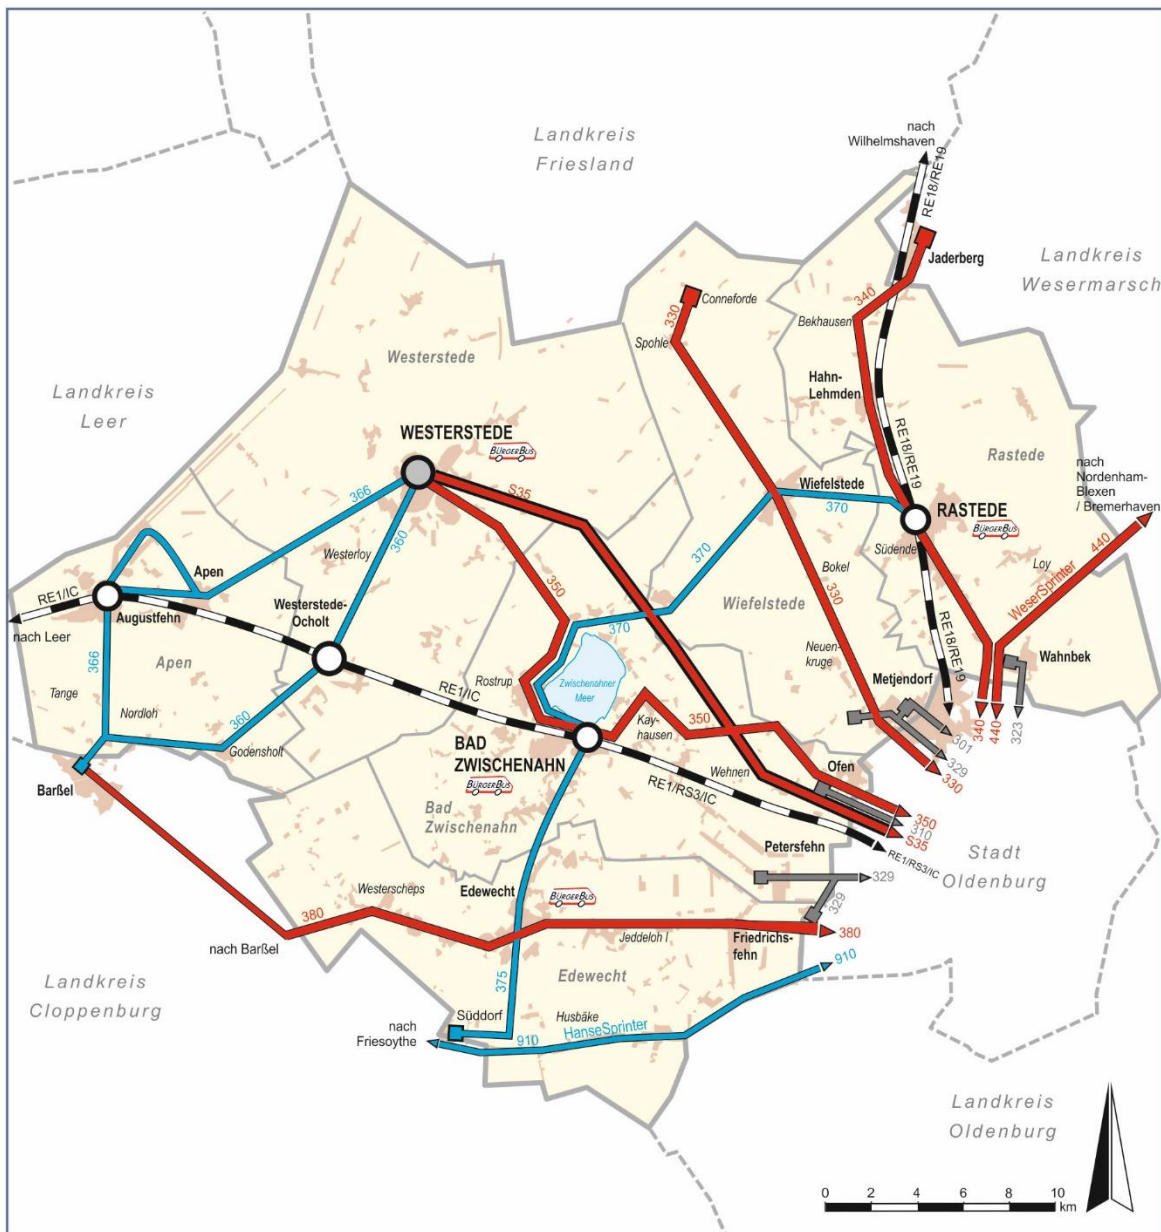 nach
Wilhelmshaven
RE18/RE19
Landkreis
Friesland
Jaderberg
Landkreis
Wesermarsch
340
Conneforde
330
Bekhausen
Spohle
Westerstede
Hahn-
Lehmden
Landkreis
Leer
WESTERSTEDE
BÜRGERBUS
RE18/RE19
Rastede
nach
Nordenham-
Blexen
/ Bremerhaven
S35
366
Wiefelstede
370
RASTEDE
BÜRGERBUS
360
Westerloy
370
Südende
440
Loy
Apen
350
Bokel
WeserSprinter
RE1/IC
Augustfehn
Westerstede-
Ocholt
Wiefelstede
330
nach Leer
370
RE18/RE19
366
Apen
Neuen-
kruge
Wahnbek
Tange
Rostrup
Zwischenahner
Meer
Metjendorf
RE1/IC
Nordloh
360
Kay-
hausen
350
340
440
323
Godensholt
301
BAD
ZWISCHENAHN
329
Barßel
BÜRGERBUS
RE1/RS3/IC
Wehnen
Ofen
330
Bad
Zwischenahn
350
310
S35
Petersfehn
RE1/RS3/IC
Stadt
Oldenburg
329
Westerscheps
Edewecht
BÜRGERBUS
329
380
Jeddeloh I
Friedrichs-
fehn
380
nach Barßel
910
Landkreis
Cloppenburg
375
Edewecht
Süddorf
Husbäke
nach
Friesoythe
910
HanseSprinter
Landkreis
Oldenburg
0 2 4 6 8 10
km